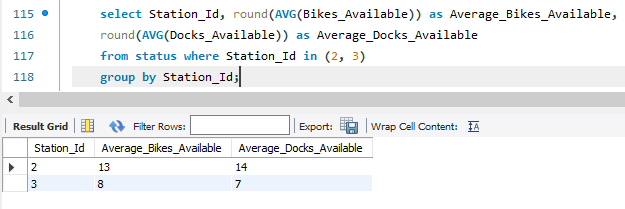 115 select Station_Id, round(AVG(Bikes_Available)) as Average_Bikes_Available,
116 round(AVG(Docks_Available)) as Average_Docks_Available
117 from status where Station_Id in (2, 3)
118 group by Station_Id;
Result Grid Filter Rows: Export: Wrap Cell Content:
Station_Id Average_Bikes_Available Average_Docks_Available
2 13 14
3 8 7